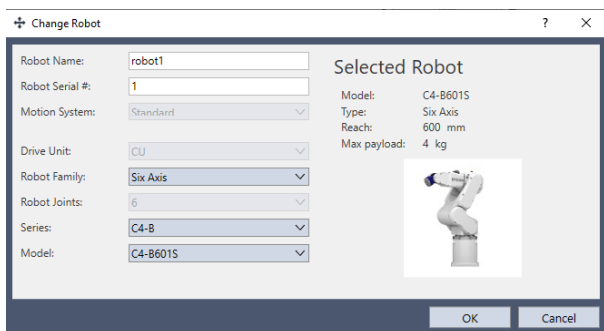 Change Robot
?
Robot Name: robot1
Robot Serial #: 1
Motion System: Standard
Drive Unit: CU
Robot Family: Six Axis
Robot Joints: 6
Series: C4-B
Model: C4-B601S
Selected Robot
Model: C4-B601S
Type: Six Axis
Reach: 600 mm
Max payload: 4 kg
OK Cancel